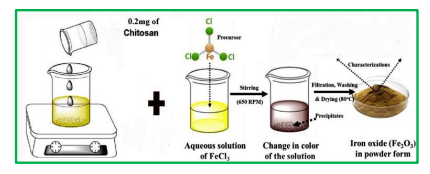 0.2mg of
Chitosan
Cl
Precursor
Fe
Cl
Cl
Stirring
(650 RPM)
Filtration, Washing
& Drying (80°C)
Characterizations
Precipitates
Aqueous solution
of FeCl3
Change in color
of the solution
Iron oxide (Fe2O3)
in powder form